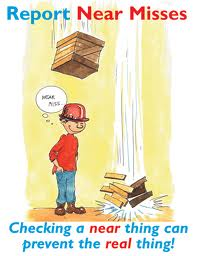 Report Near Misses
NEAR
MISS
Checking a near thing can
prevent the real thing!